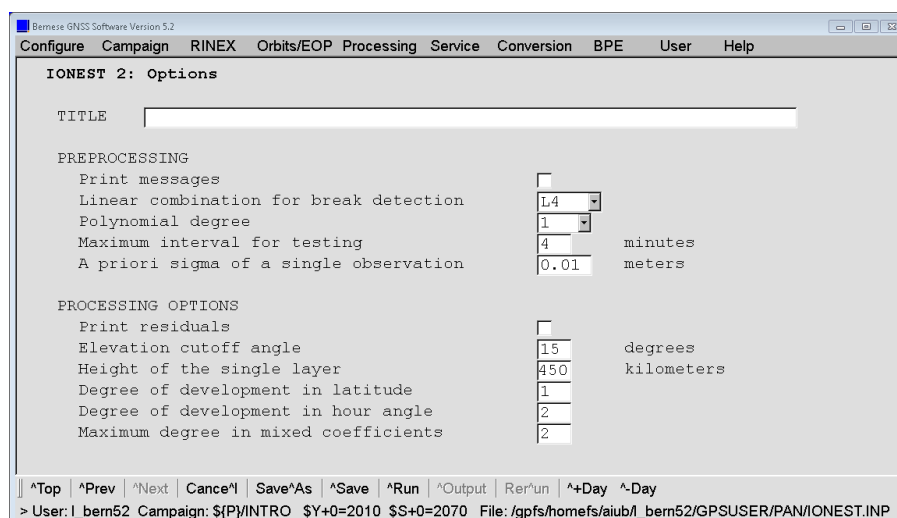 Bernese GNSS Software Version 5.2
Configure Campaign RINEX Orbits/EOP Processing Service Conversion BPE User Help
IONEST 2: Options
TITLE
PREPROCESSING
Print messages
Linear combination for break detection L4
Polynomial degree 1
Maximum interval for testing 4 minutes
A priori sigma of a single observation 0.01 meters
PROCESSING OPTIONS
Print residuals
Elevation cutoff angle 15 degrees
Height of the single layer 450 kilometers
Degree of development in latitude 1
Degree of development in hour angle 2
Maximum degree in mixed coefficients 2
^Top | ^Prev | ^Next | Cance^l | Save^As | ^Save | ^Run | ^Output | Rer^un | ^+Day ^-Day
> User: l_bern52 Campaign: ${P}/INTRO $Y+0=2010 $S+0=2070 File: /gpfs/homefs/aiub/l_bern52/GPSUSER/PAN/IONEST.INP